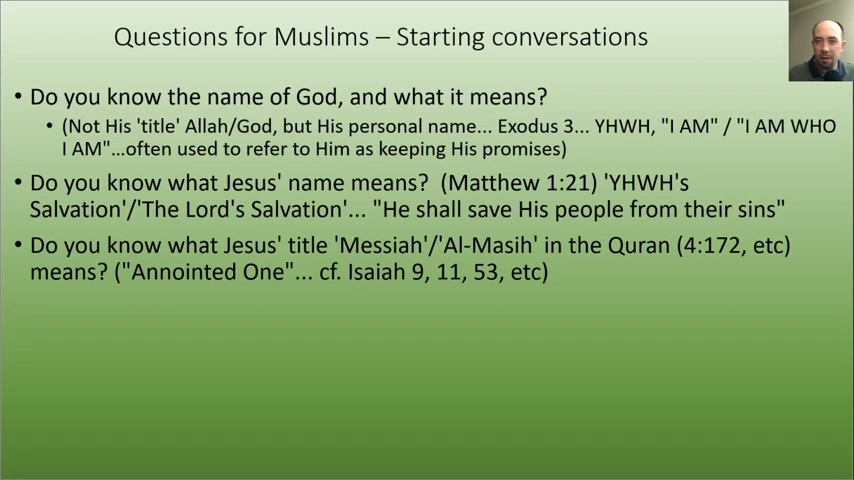 Questions for Muslims – Starting conversations
• Do you know the name of God, and what it means?
• (Not His 'title' Allah/God, but His personal name... Exodus 3... YHWH, "I AM" / "I AM WHO
I AM"...often used to refer to Him as keeping His promises)
• Do you know what Jesus' name means?  (Matthew 1:21) 'YHWH's
Salvation'/'The Lord's Salvation'... "He shall save His people from their sins"
• Do you know what Jesus' title 'Messiah'/'Al-Masih' in the Quran (4:172, etc)
means? ("Annointed One"... cf. Isaiah 9, 11, 53, etc)